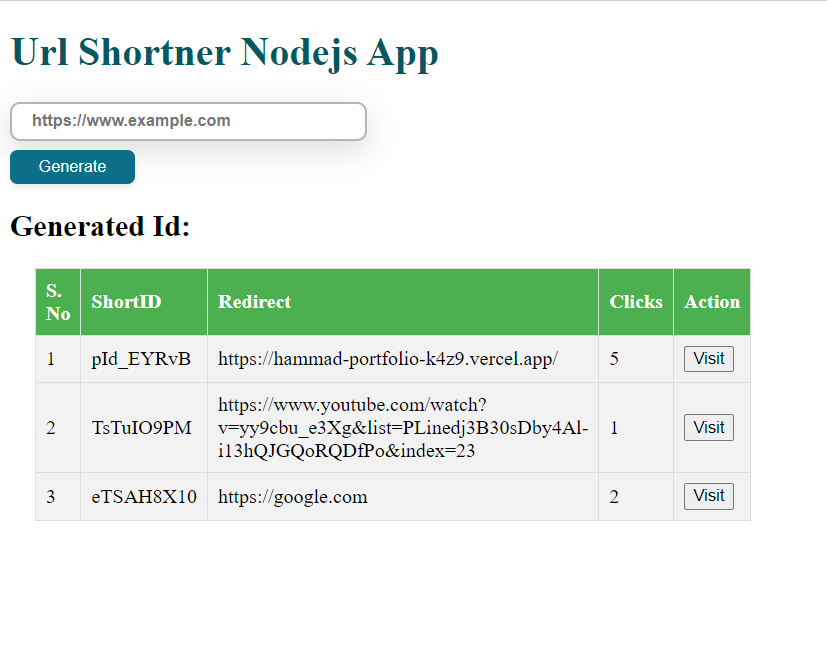 Url Shortner Nodejs App
https://www.example.com
Generate
Generated Id:
S. No ShortID Redirect Clicks Action
1 pId_EYRvB https://hammad-portfolio-k4z9.vercel.app/ 5 Visit
2 TsTuIO9PM https://www.youtube.com/watch?
v=yy9cbu_e3Xg&list=PLinedj3B30sDby4Al-
i13hQJGQoRQDfPo&index=23 1 Visit
3 eTSAH8X10 https://google.com 2 Visit